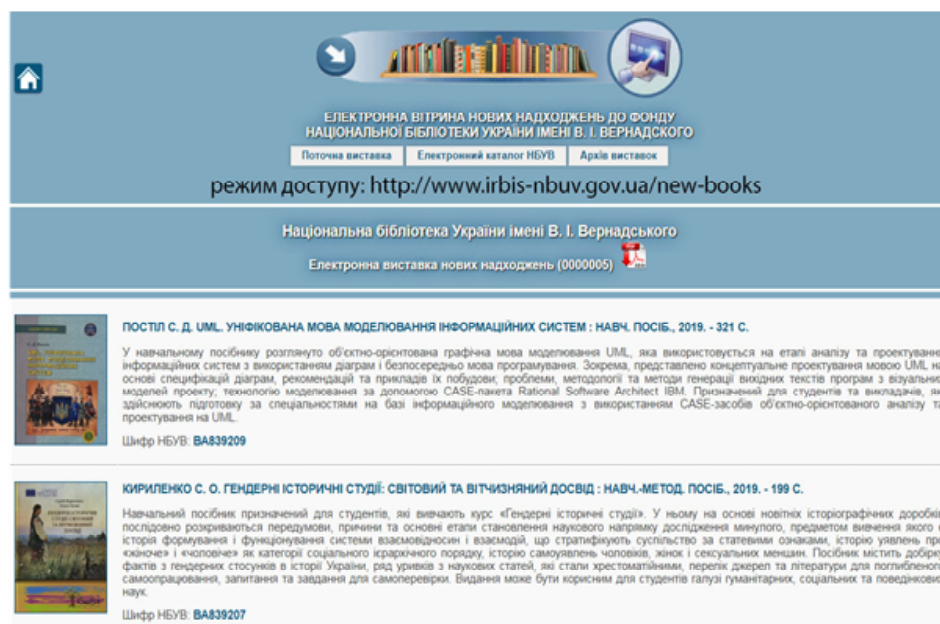 ЕЛЕКТРОННА ВІТРИНА НОВИХ НАДХОДЖЕНЬ ДО ФОНДУ
НАЦІОНАЛЬНОЇ БІБЛІОТЕКИ УКРАЇНИ ІМЕНІ В. І. ВЕРНАДСКОГО
Поточна виставка Електронний каталог НБУВ Архів виставок
режим доступу: http://www.irbis-nbuv.gov.ua/new-books
Національна бібліотека України імені В. І. Вернадського
Електронна виставка нових надходжень (0000005)
ПОСТІЛ С. Д. UML. УНІФІКОВАНА МОВА МОДЕЛЮВАННЯ ІНФОРМАЦІЙНИХ СИСТЕМ : НАВЧ. ПОСІБ., 2019. - 321 С.
У навчальному посібнику розглянуто об'єктно-орієнтована графічна мова моделювання UML, яка використовується на етапі аналізу та проектування
інформаційних систем з використанням діаграм і безпосередньо мова програмування. Зокрема, представлено концептуальне проектування мовою UML на
основі специфікацій діаграм, рекомендацій та прикладів їх побудови; проблеми, методології та методи генерації вихідних текстів програм з візуальних
моделей проекту; технологію моделювання за допомогою CASE-пакета Rational Software Architect IBM. Призначений для студентів та викладачів, які
здійснюють підготовку за спеціальностями на базі інформаційного моделювання з використанням CASE-засобів об'єктно-орієнтованого аналізу та
проектування на UML.
Шифр НБУВ: ВА839209
КИРИЛЕНКО С. О. ГЕНДЕРНІ ІСТОРИЧНІ СТУДІЇ: СВІТОВИЙ ТА ВІТЧИЗНЯНИЙ ДОСВІД : НАВЧ.-МЕТОД. ПОСІБ., 2019. - 199 С.
Навчальний посібник призначений для студентів, які вивчають курс «Гендерні історичні студії». У ньому на основі новітніх історіографічних доробків
послідовно розкриваються передумови, причини та основні етапи становлення наукового напрямку дослідження минулого, предметом вивчення якого є
історія формування і функціонування системи взаємовідносин і взаємодій, що стратифікують суспільство за статевими ознаками, історію уявлень про
«жіноче» і «чоловіче» як категорії соціального ієрархічного порядку, історію самоуявлень чоловіків, жінок і сексуальних меншин. Посібник містить добірку
фактів з гендерних стосунків в історії України, ряд уривків з наукових статей, які стали хрестоматійними, перелік джерел та літератури для поглибленого
самоопрацювання, запитання та завдання для самоперевірки. Видання може бути корисним для студентів галузі гуманітарних, соціальних та поведінкових
наук.
Шифр НБУВ: ВА839207